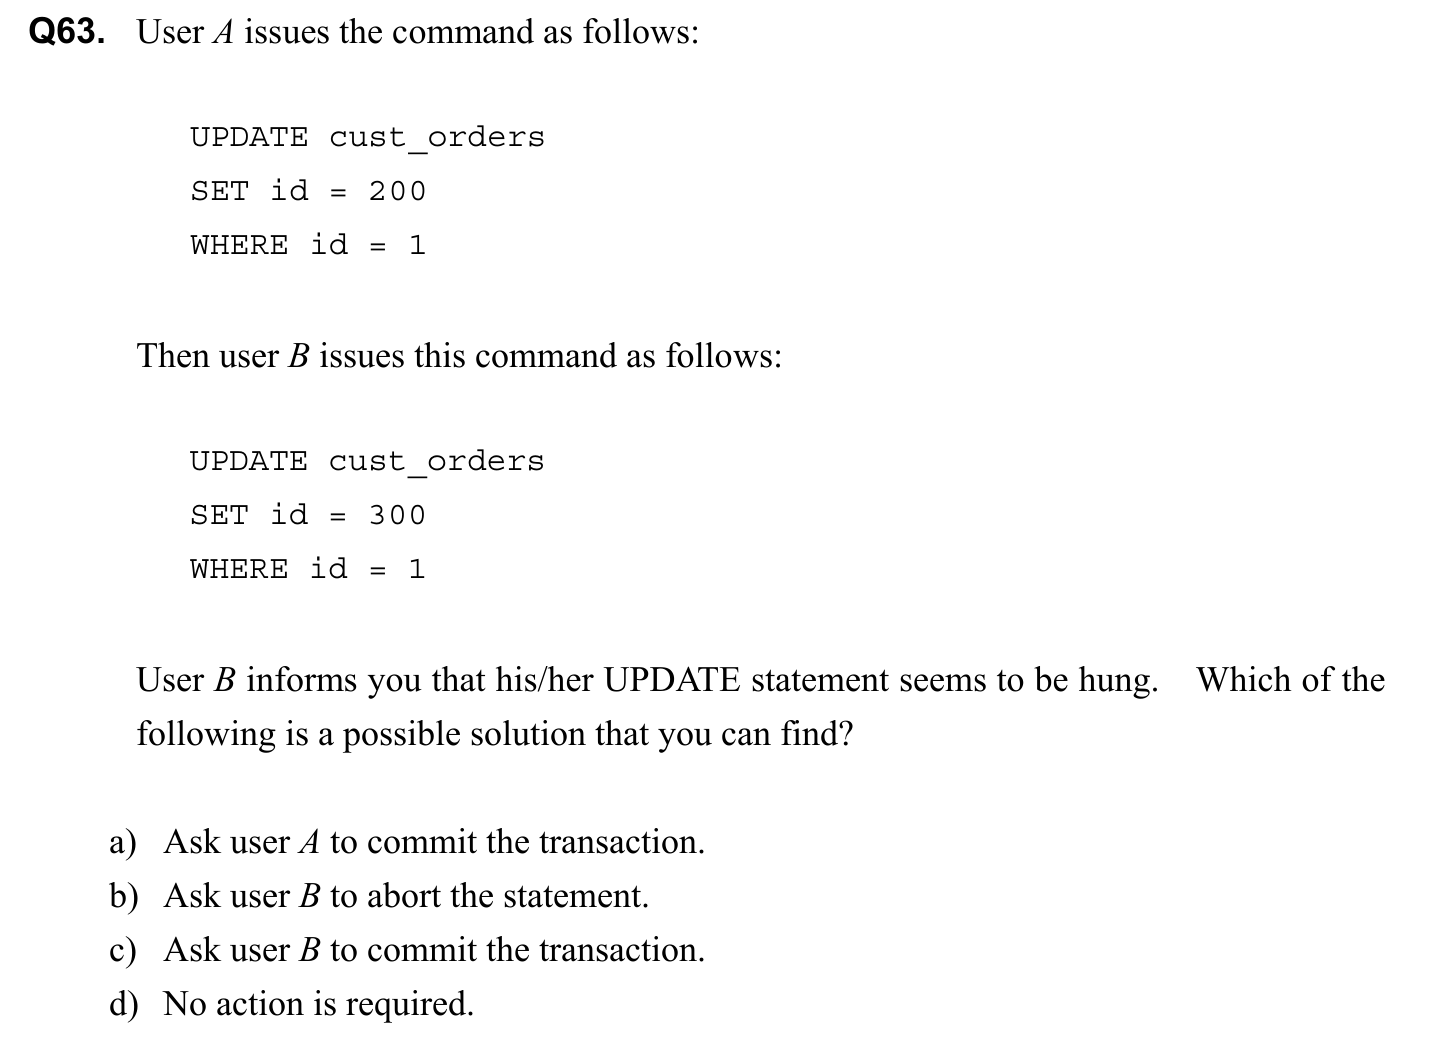 Q63. User A issues the command as follows:
UPDATE cust_orders
SET id = 200
WHERE id = 1
Then user B issues this command as follows:
UPDATE cust_orders
SET id = 300
WHERE id = 1
User B informs you that his/her UPDATE statement seems to be hung. Which of the
following is a possible solution that you can find?
a) Ask user A to commit the transaction.
b) Ask user B to abort the statement.
c) Ask user B to commit the transaction.
d) No action is required.